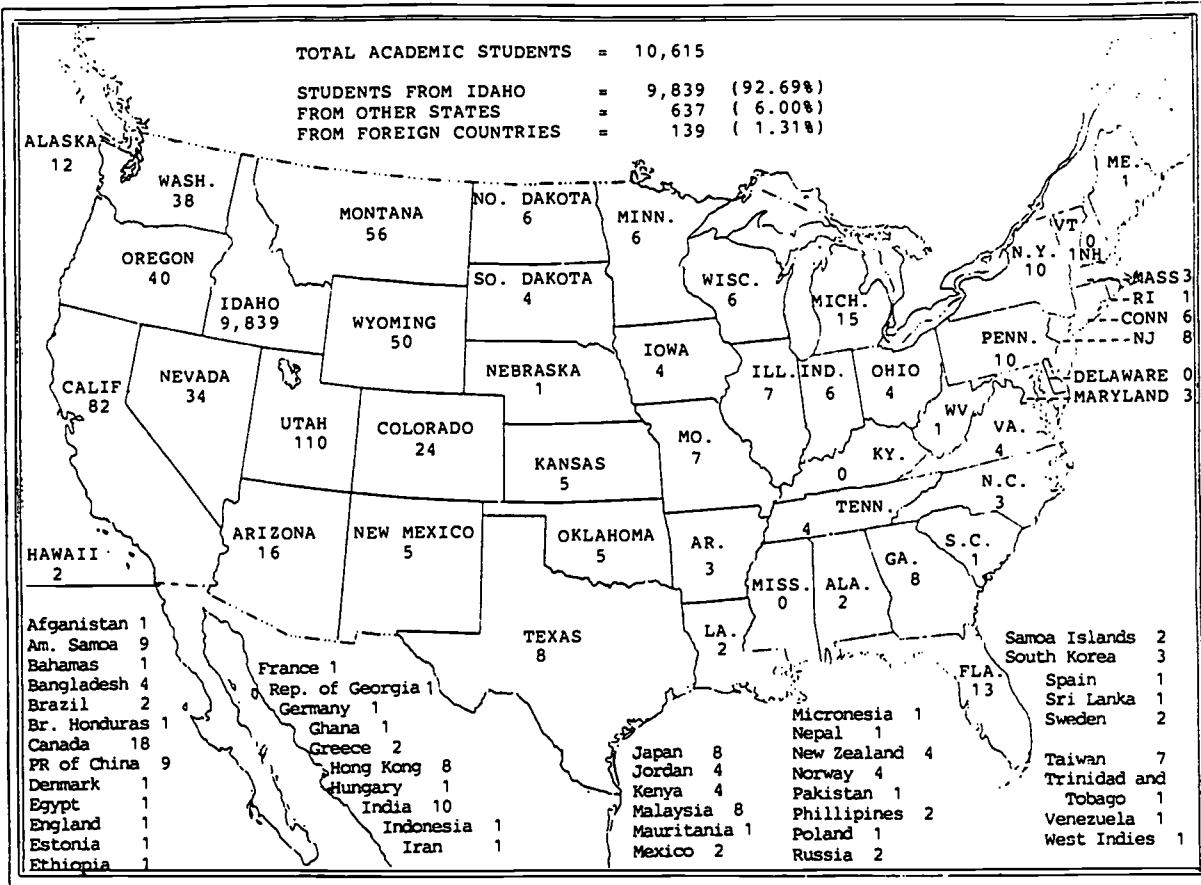 TOTAL ACADEMIC STUDENTS = 10,615
STUDENTS FROM IDAHO = 9,839 (92.69%)
FROM OTHER STATES = 637 ( 6.00%)
FROM FOREIGN COUNTRIES = 139 ( 1.31%)
ALASKA
12
WASH.
38
MONTANA
56
NO. DAKOTA
6
MINN.
6
ME.
1
VT
0
1NH
N.Y.
10
OREGON
40
IDAHO
9,839
WYOMING
50
SO. DAKOTA
4
WISC.
6
MICH.
15
MASS 3
RI 1
CONN 6
NJ 8
PENN.
10
DELAWARE 0
MARYLAND 3
CALIF
82
NEVADA
34
UTAH
110
COLORADO
24
NEBRASKA
1
IOWA
4
ILL.
7
IND.
6
OHIO
4
WV
1
VA.
4
KANSAS
5
MO.
7
KY.
0
N.C.
3
TENN.
4
HAWAII
2
ARIZONA
16
NEW MEXICO
5
OKLAHOMA
5
AR.
3
S.C.
1
MISS.
0
ALA.
2
GA.
8
TEXAS
8
LA.
2
FLA.
13
Afganistan 1
Am. Samoa 9
Bahamas 1
Bangladesh 4
Brazil 2
Br. Honduras 1
Canada 18
PR of China 9
Denmark 1
Egypt 1
England 1
Estonia 1
Ethiopia 1
France 1
Rep. of Georgia 1
Germany 1
Ghana 1
Greece 2
Hong Kong 8
Hungary 1
India 10
Indonesia 1
Iran 1
Japan 8
Jordan 4
Kenya 4
Malaysia 8
Mauritania 1
Mexico 2
Micronesia 1
Nepal 1
New Zealand 4
Norway 4
Pakistan 1
Phillipines 2
Poland 1
Russia 2
Samoa Islands 2
South Korea 3
Spain 1
Sri Lanka 1
Sweden 2
Taiwan 7
Trinidad and
Tobago 1
Venezuela 1
West Indies 1